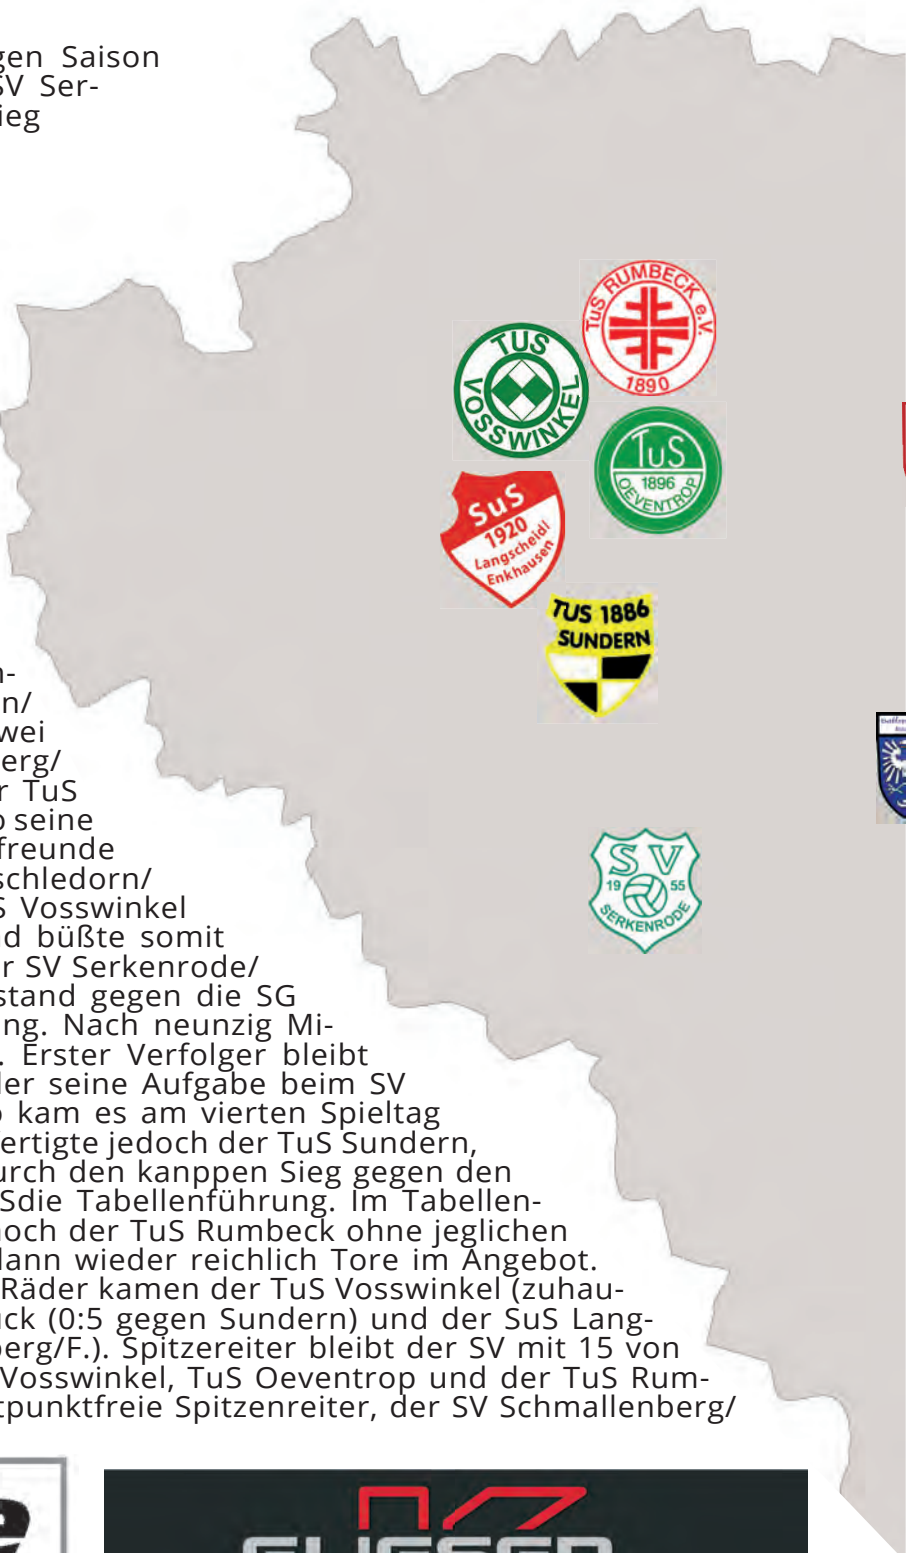 gen Saison
SV Ser-
ieg
TuS RUMBECK e.V.
1890
TUS
VOSSWINKEL
TuS
1896
OEVENTROP
SuS
1920
Langscheid/
Enkhausen
TUS 1886
SUNDERN
n/
wei
erg/
r TuS
o seine
freunde
schledorn/
S Vosswinkel
d büßte somit
r SV Serkenrode/
stand gegen die SG
ng. Nach neunzig Mi-
. Erster Verfolger bleibt
der seine Aufgabe beim SV
o kam es am vierten Spieltag
fertigte jedoch der TuS Sundern,
urch den kanppen Sieg gegen den
Sdie Tabellenführung. Im Tabellen-
noch der TuS Rumbeck ohne jeglichen
dann wieder reichlich Tore im Angebot.
Räder kamen der TuS Vosswinkel (zuhau-
ück (0:5 gegen Sundern) und der SuS Lang-
berg/F.). Spitzereiter bleibt der SV mit 15 von
Vosswinkel, TuS Oeventrop und der TuS Rum-
tpunktfreie Spitzenreiter, der SV Schmallenberg/
SV
19 55
SERKENRODE